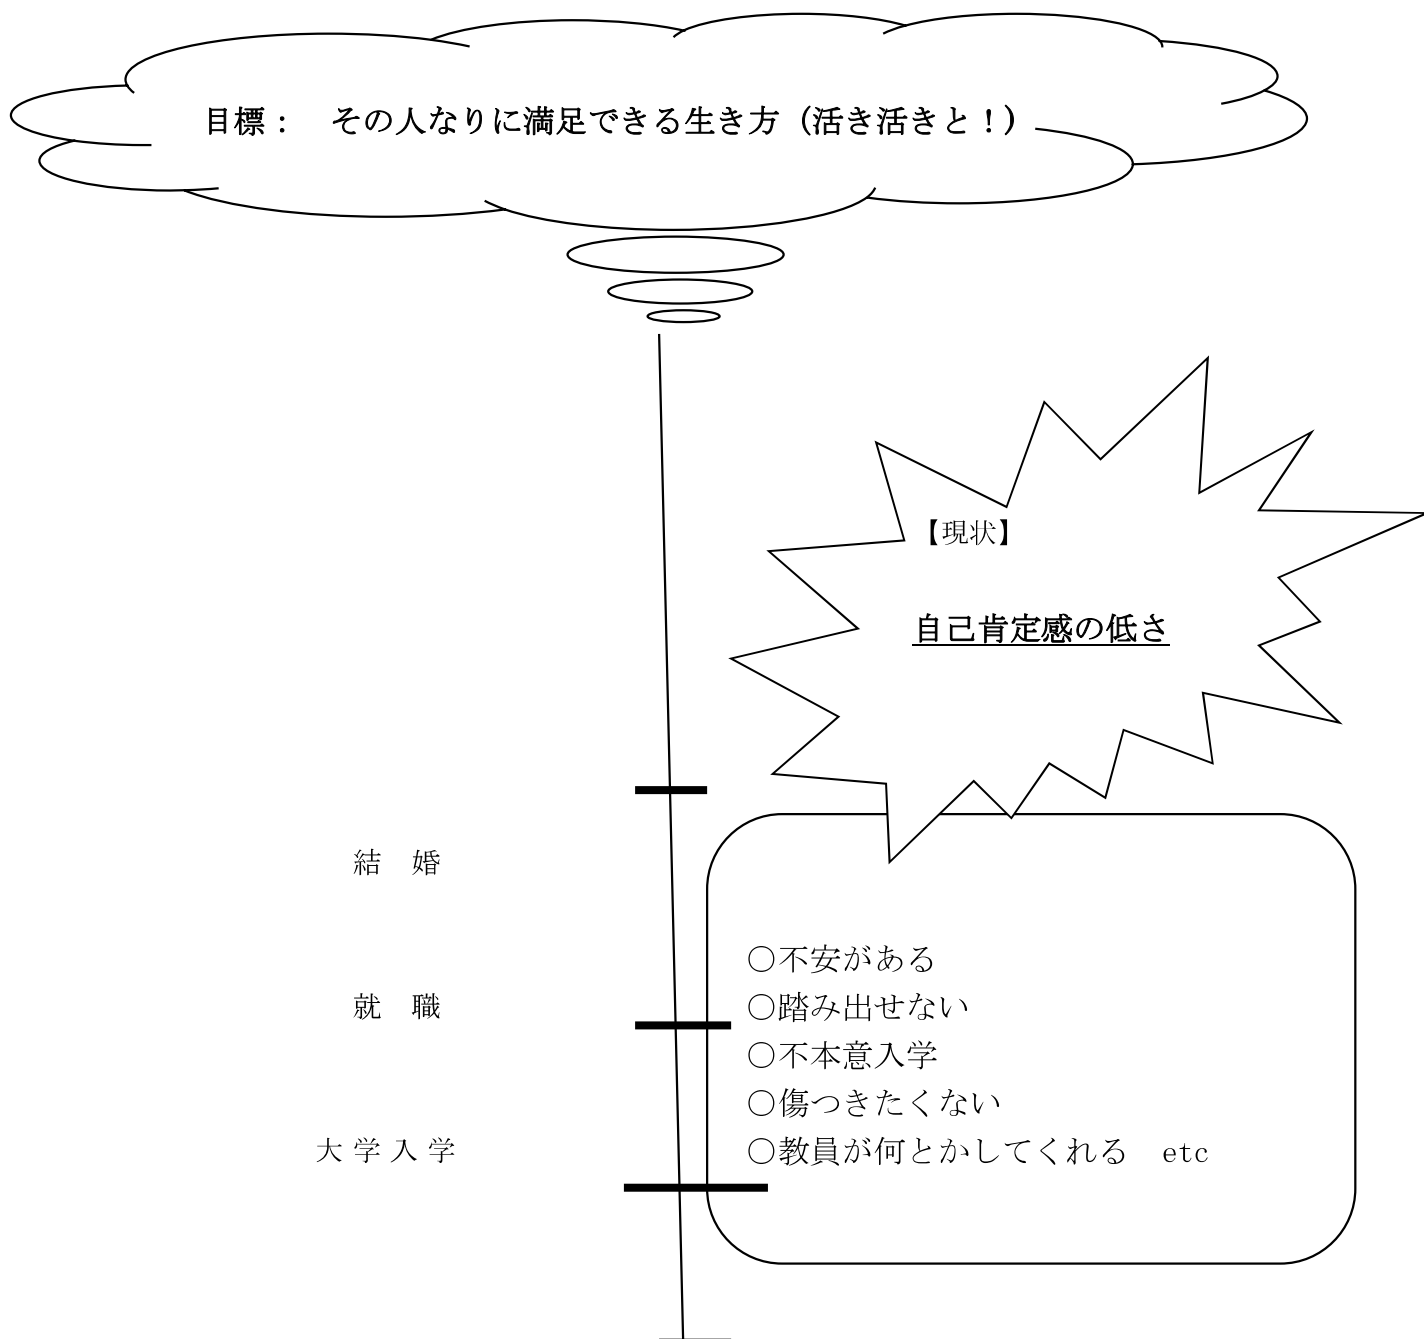 目標：　その人なりに満足できる生き方（活き活きと！）
【現状】
自己肯定感の低さ
結　婚
○不安がある
就　職
○踏み出せない
○不本意入学
○傷つきたくない
大 学 入 学
○教員が何とかしてくれる　etc